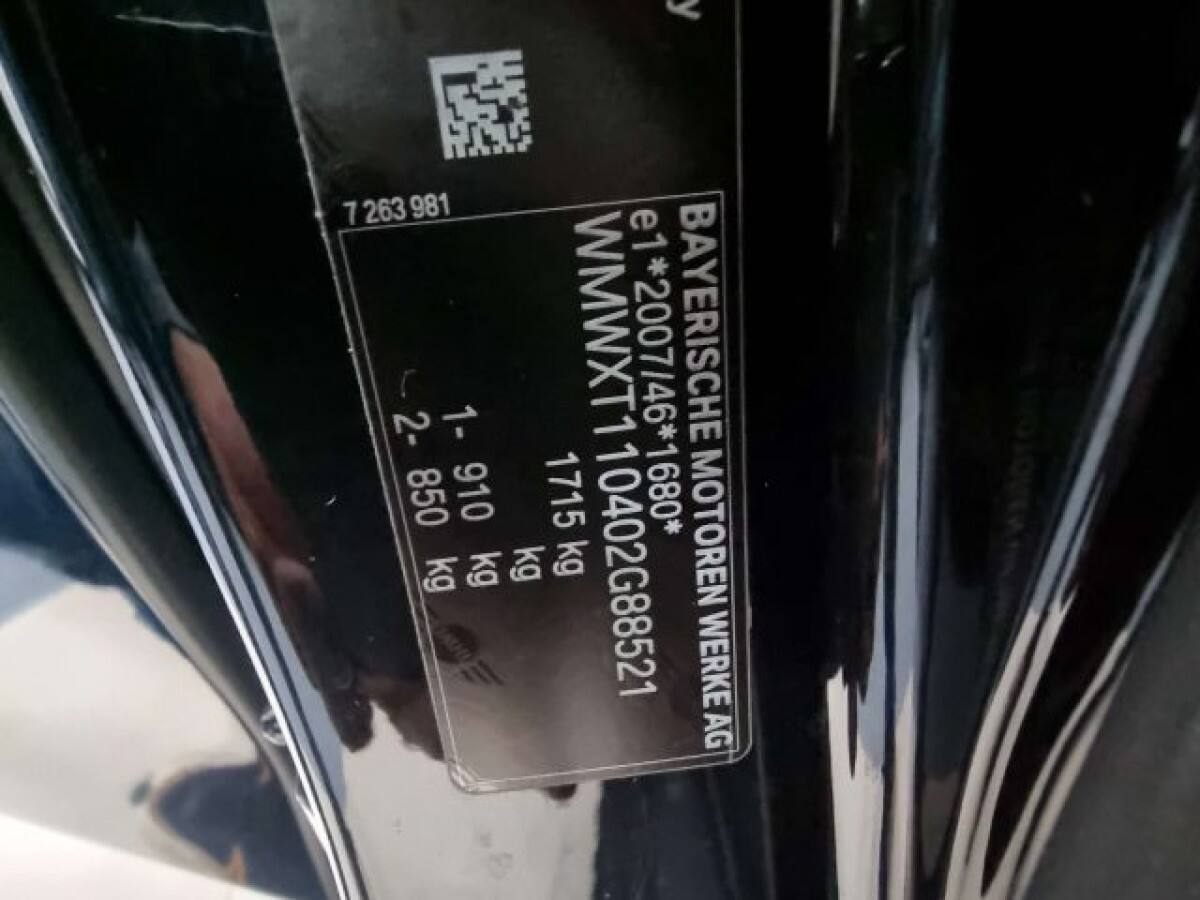 y
7 263 981
BAYERISCHE MOTOREN WERKE AG
e1*2007/46*1680*
WMWXT110402G88521
1715 kg
kg
1- 910 kg
2- 850 kg